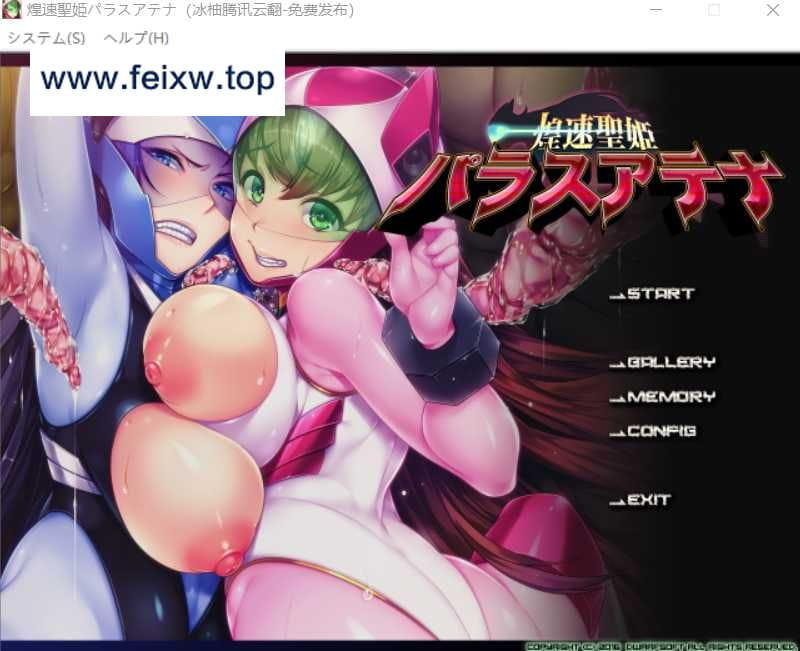 煌速聖姫パラスアテナ（冰柚腾讯云翻-免费发布）
システム(S) ヘルプ(H)
www.feixw.top
煌速聖姫
パラスアテナ
START
GALLERY
MEMORY
CONFIG
EXIT
COPYRIGHT (C) 2016 DWARFSOFT ALL RIGHTS RESERVED.